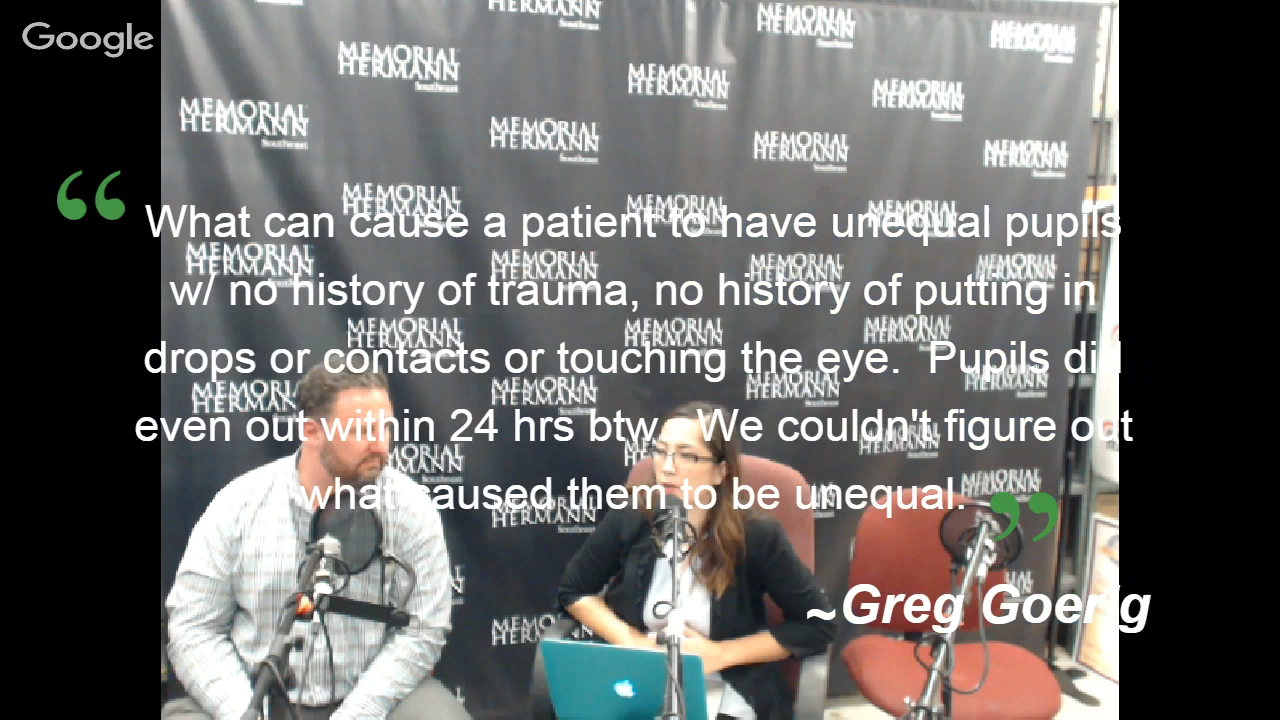 Google
MEMORIAL
HERMANN
Southeast
“What can cause a patient to have unequal pupils
w/ no history of trauma, no history of putting in
drops or contacts or touching the eye.  Pupils did
even out within 24 hrs btw.  We couldn't figure out
what caused them to be unequal.”
~Greg Goerig